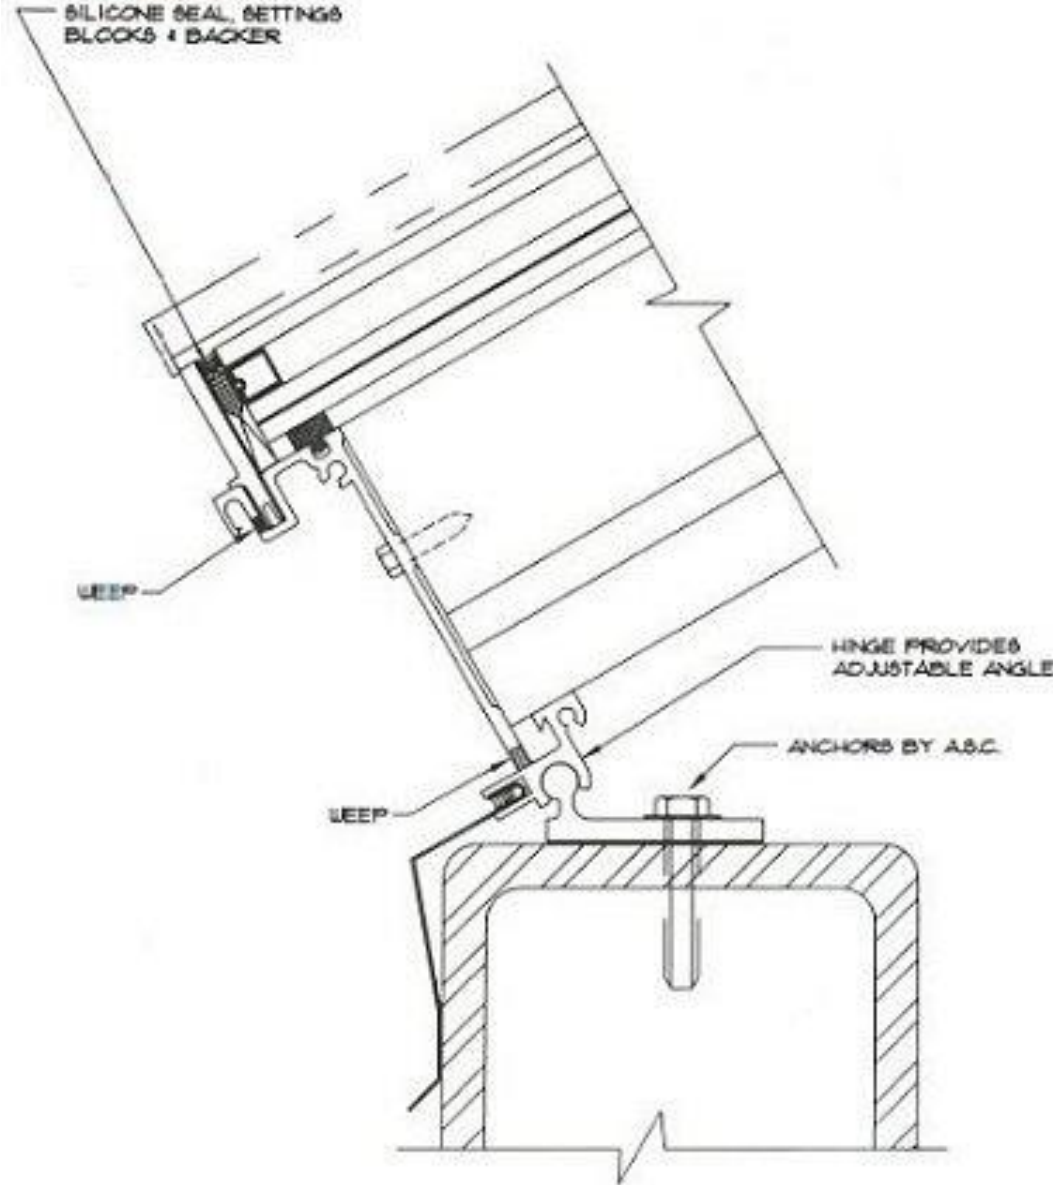 SILICONE SEAL, SETTINGS
BLOCKS & BACKER
WEEP
HINGE PROVIDES
ADJUSTABLE ANGLE
ANCHORS BY A.S.C.
WEEP